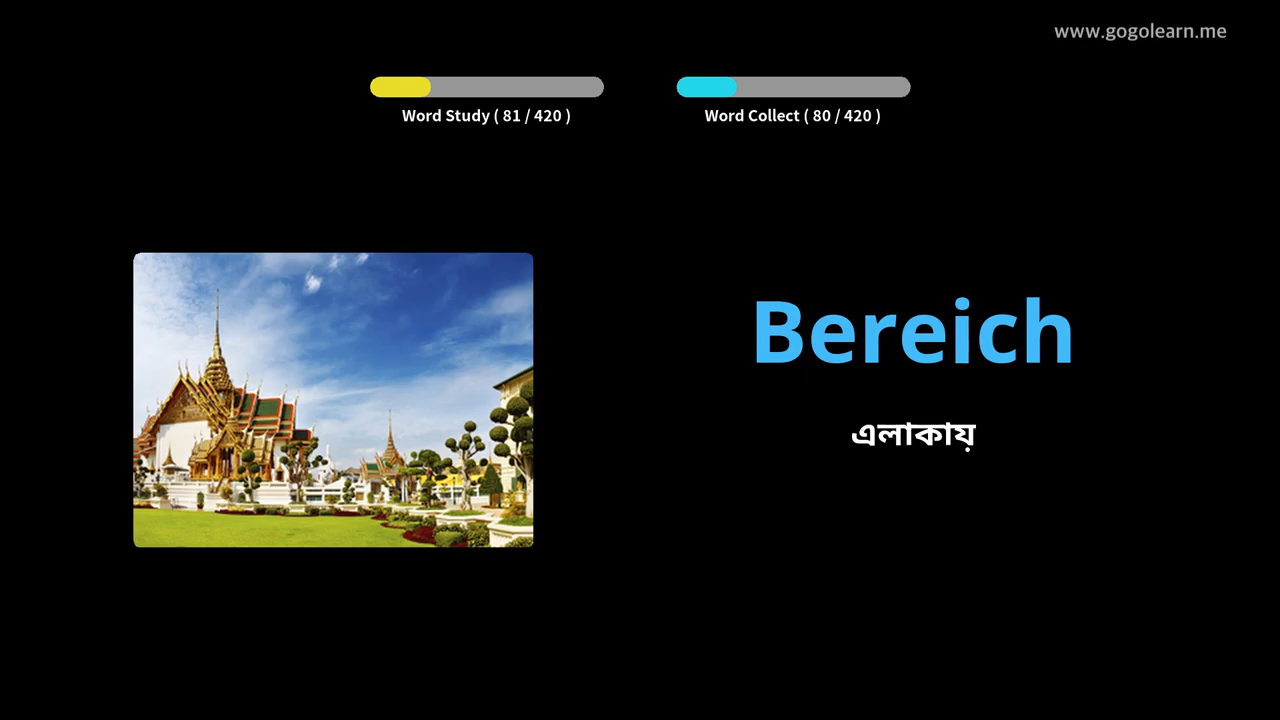 www.gogolearn.me
Word Study ( 81 / 420 )
Word Collect ( 80 / 420 )
Bereich
এলাকায়